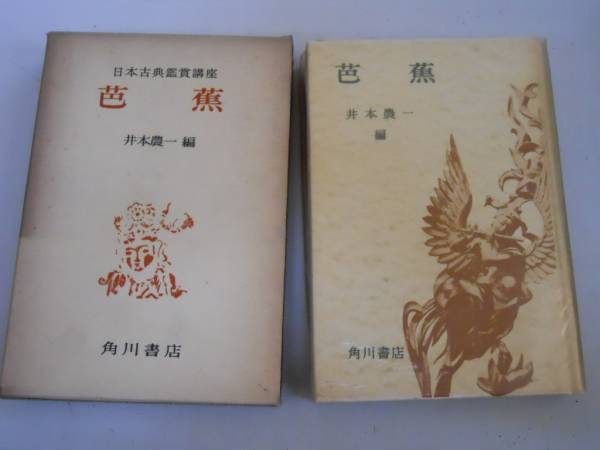 日本古典鑑賞講座
芭蕉
井本農一 編
角川書店
芭蕉
井本農一
編
角川書店